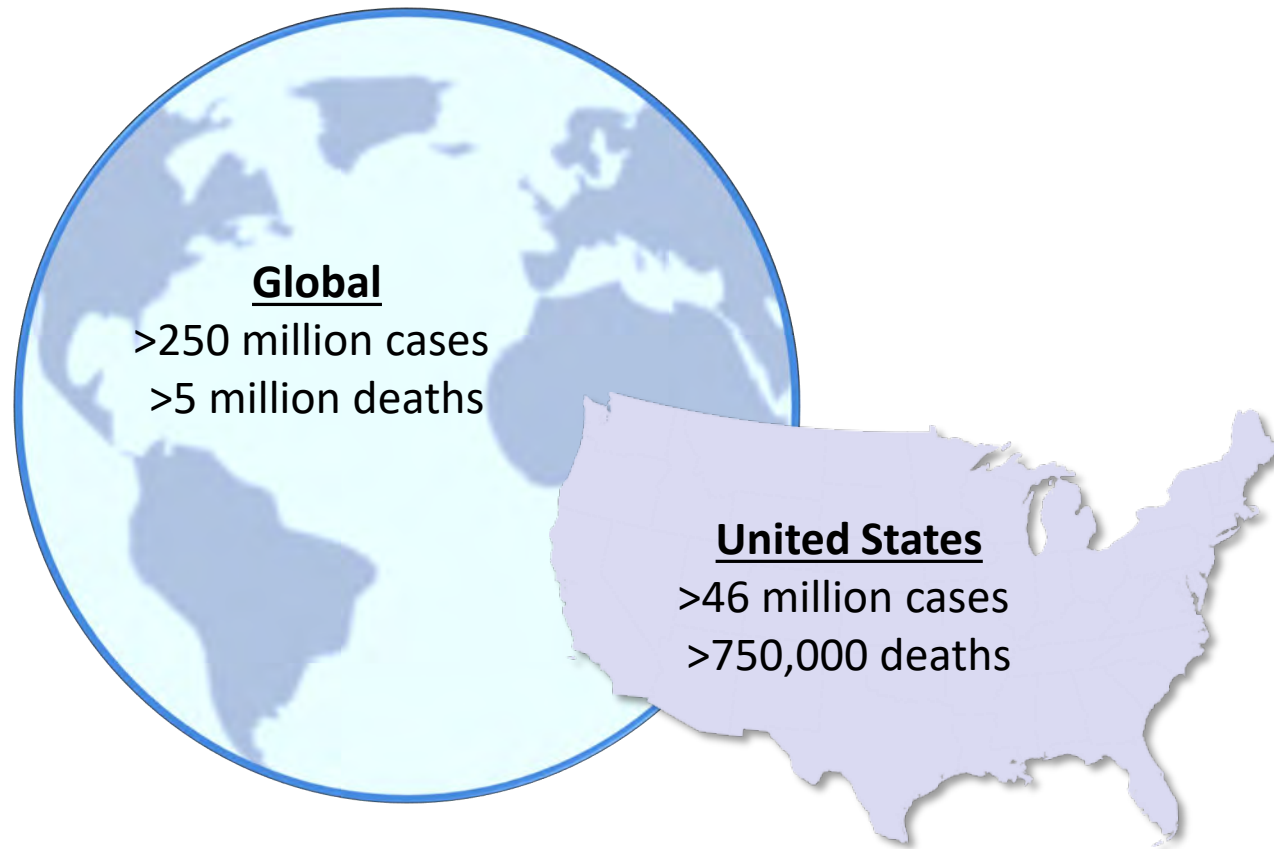 Global
>250 million cases
>5 million deaths
United States
>46 million cases
>750,000 deaths